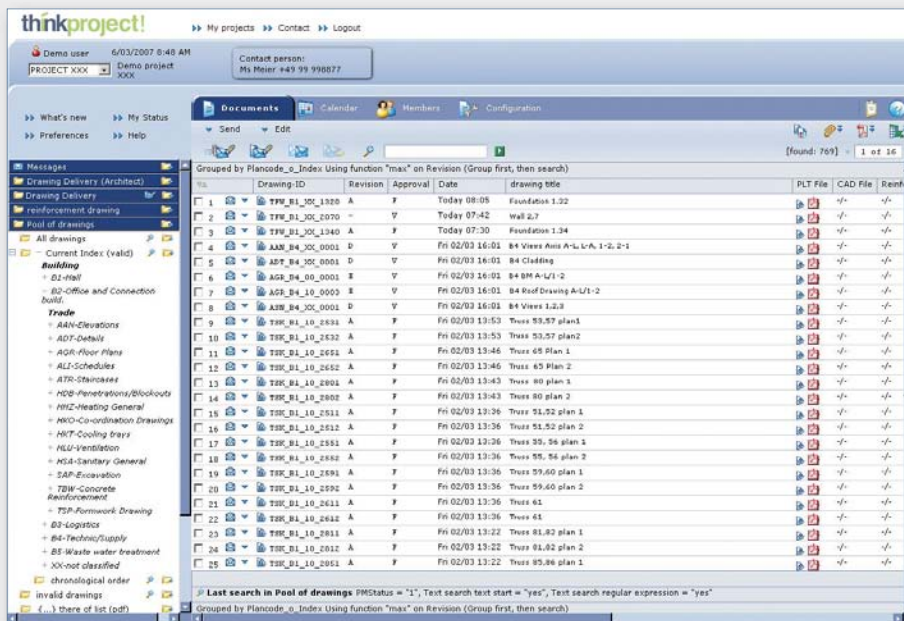 thinkproject!
My projects Contact Logout
Demo user 6/03/2007 8:48 AM
PROJECT XXX Demo project XXX
Contact person:
Ms Meier +49 99 998877
What's new My Status
Preferences Help
Documents Calendar Members Configuration
Send Edit
[found: 769] 1 of 16
Messages
Drawing Delivery (Architect)
Drawing Delivery
reinforcement drawing
Pool of drawings
All drawings
Current Index (valid)
Building
B1-Hall
B2-Office and Connection build.
Trade
AAN-Elevations
ADT-Details
AGR-Floor Plans
ALI-Schedules
ATR-Staircases
HDB-Penetrations/Blockouts
HHZ-Heating General
HKO-Co-ordination Drawings
HKT-Cooling trays
HLU-Ventilation
HSA-Sanitary General
SAP-Excavation
TBW-Concrete Reinforcement
TSP-Formwork Drawing
B3-Logistics
B4-Technic/Supply
B5-Waste water treatment
XX-not classified
chronological order
invalid drawings
{...} there of list (pdf)
Grouped by Plancode_o_Index Using function "max" on Revision (Group first, then search)
Drawing-ID Revision Approval Date drawing title PLT File CAD File Reinf
1 TFW_B1_XX_1320 A F Today 08:05 Foundation 1.32 -/-
2 TFW_B1_XX_2070 - V Today 07:42 Wall 2,7 -/-
3 TFW_B1_XX_1340 A F Today 07:30 Foundation 1.34 -/-
4 AAN_B4_XX_0001 D V Fri 02/03 16:01 B4 Views Axis A-L, L-A, 1-2, 2-1 -/-
5 ADT_B4_XX_0001 D V Fri 02/03 16:01 B4 Cladding -/-
6 AGR_B4_00_0001 E V Fri 02/03 16:01 B4 BM A-L/1-2 -/-
7 AGR_B4_10_0003 E V Fri 02/03 16:01 B4 Roof Drawing A-L/1-2 -/-
8 ASN_B4_XX_0001 D V Fri 02/03 16:01 B4 Views 1,2,3 -/-
9 TSK_B1_10_2531 A F Fri 02/03 13:53 Truss 53,57 plan1 -/-
10 TSK_B1_10_2532 A F Fri 02/03 13:53 Truss 53,57 plan2 -/-
11 TSK_B1_10_2651 A F Fri 02/03 13:46 Truss 65 Plan 1 -/-
12 TSK_B1_10_2652 A F Fri 02/03 13:46 Truss 65 Plan 2 -/-
13 TSK_B1_10_2801 A F Fri 02/03 13:43 Truss 80 plan 1 -/-
14 TSK_B1_10_2802 A F Fri 02/03 13:43 Truss 80 plan 2 -/-
15 TSK_B1_10_2511 A F Fri 02/03 13:36 Truss 51,52 plan 1 -/-
16 TSK_B1_10_2512 A F Fri 02/03 13:36 Truss 51,52 plan 2 -/-
17 TSK_B1_10_2551 A F Fri 02/03 13:36 Truss 55, 56 plan 1 -/-
18 TSK_B1_10_2552 A F Fri 02/03 13:36 Truss 55, 56 plan 2 -/-
19 TSK_B1_10_2591 A F Fri 02/03 13:36 Truss 59,60 plan 1 -/-
20 TSK_B1_10_2592 A F Fri 02/03 13:36 Truss 59,60 plan 2 -/-
21 TSK_B1_10_2611 A F Fri 02/03 13:36 Truss 61 -/-
22 TSK_B1_10_2612 A F Fri 02/03 13:36 Truss 61 -/-
23 TSK_B1_10_2811 A F Fri 02/03 13:22 Truss 81,82 plan 1 -/-
24 TSK_B1_10_2812 A F Fri 02/03 13:22 Truss 81,82 plan 2 -/-
25 TSK_B1_10_2851 A F Fri 02/03 13:22 Truss 85,86 plan 1 -/-
Last search in Pool of drawings PMStatus = "1", Text search text start = "yes", Text search regular expression = "yes"
Grouped by Plancode_o_Index Using function "max" on Revision (Group first, then search)